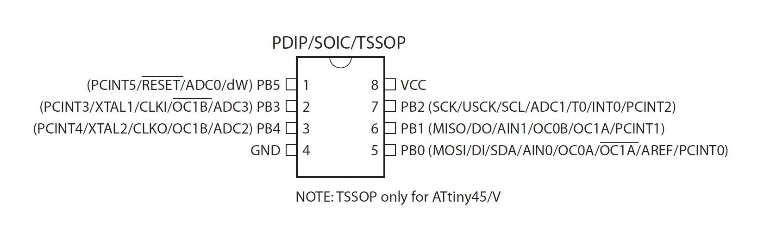 PDIP/SOIC/TSSOP
(PCINT5/RESET/ADC0/dW) PB5 1 8 VCC
(PCINT3/XTAL1/CLKI/OC1B/ADC3) PB3 2 7 PB2 (SCK/USCK/SCL/ADC1/T0/INT0/PCINT2)
(PCINT4/XTAL2/CLKO/OC1B/ADC2) PB4 3 6 PB1 (MISO/DO/AIN1/OC0B/OC1A/PCINT1)
GND 4 5 PB0 (MOSI/DI/SDA/AIN0/OC0A/OC1A/AREF/PCINT0)
NOTE: TSSOP only for ATtiny45/V